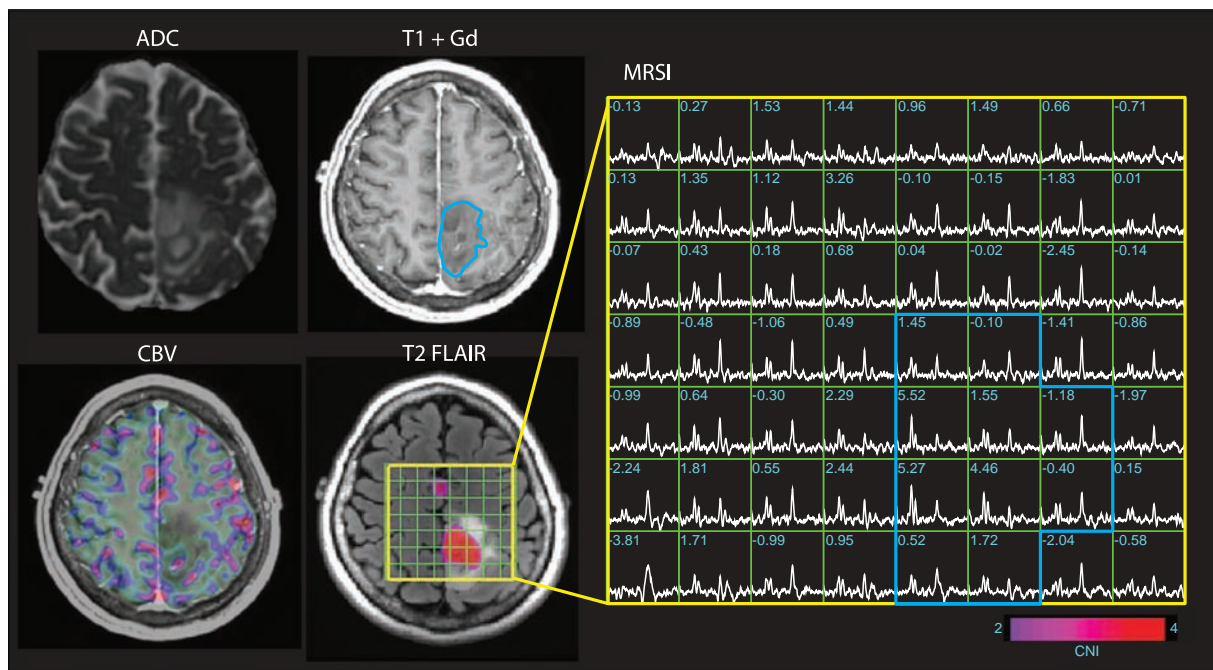 ADC
T1 + Gd
MRSI
-0.13 0.27 1.53 1.44 0.96 1.49 0.66 -0.71
0.13 1.35 1.12 3.26 -0.10 -0.15 -1.83 0.01
-0.07 0.43 0.18 0.68 0.04 -0.02 -2.45 -0.14
-0.89 -0.48 -1.06 0.49 1.45 -0.10 -1.41 -0.86
CBV
T2 FLAIR
-0.99 0.64 -0.30 2.29 5.52 1.55 -1.18 -1.97
-2.24 1.81 0.55 2.44 5.27 4.46 -0.40 0.15
-3.81 1.71 -0.99 0.95 0.52 1.72 -2.04 -0.58
2 4
CNI